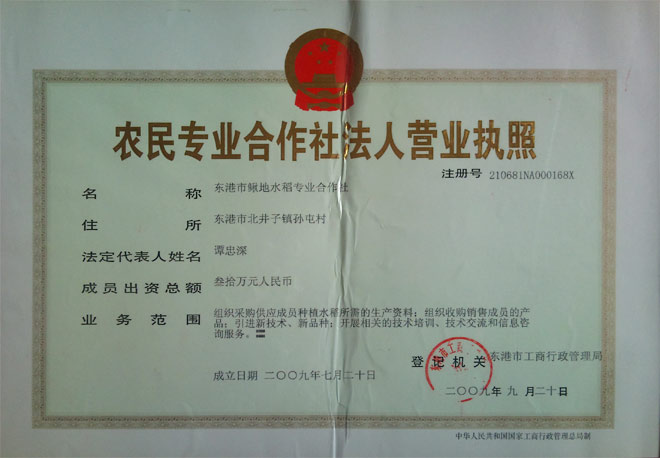 农民专业合作社法人营业执照
注册号 210681NA000168X
名称 东港市鳅地水稻专业合作社
住所 东港市北井子镇孙屯村
法定代表人姓名 谭忠深
成员出资总额 叁拾万元人民币
业务范围 组织采购供应成员种植水稻所需的生产资料;组织收购销售成员的产
品;引进新技术、新品种;开展相关的技术培训、技术交流和信息咨
询服务。
登记机关 东港市工商行政管理局
成立日期 二〇〇九年七月二十日
二〇〇九年九月二十日
中华人民共和国国家工商行政管理总局制